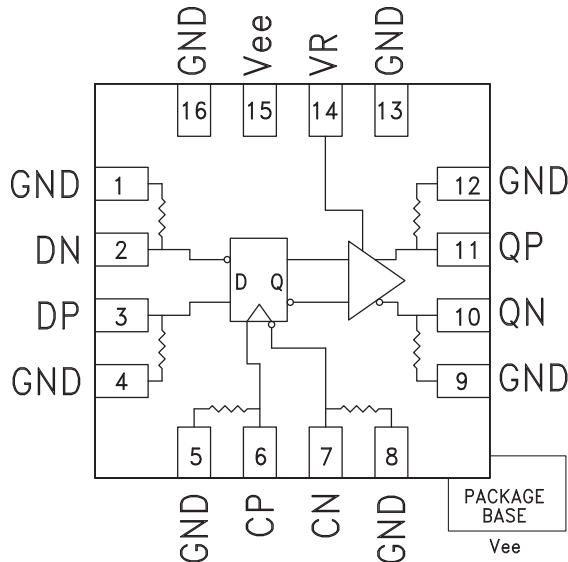 GND
Vee
VR
GND
16
15
14
13
GND 1
12 GND
DN 2
11 QP
D Q
DP 3
10 QN
GND 4
9 GND
5
6
7
8
GND
CP
CN
GND
PACKAGE
BASE
Vee